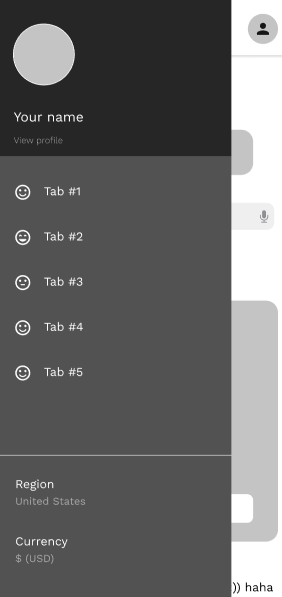 Your name
View profile
Tab #1
Tab #2
Tab #3
Tab #4
Tab #5
Region
United States
Currency
$ (USD)
)) haha